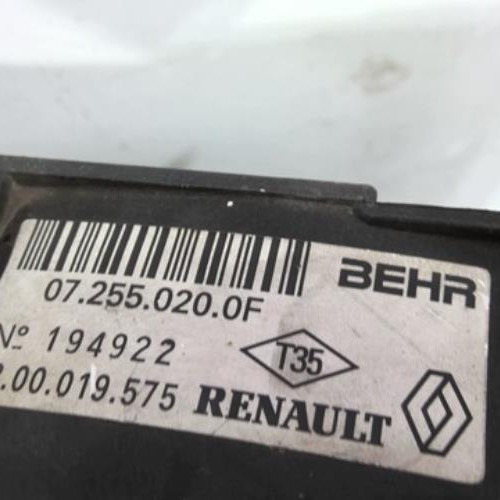 BEHR
07.255.020.0F
Nº 194922 T35
.00.019.575 RENAULT